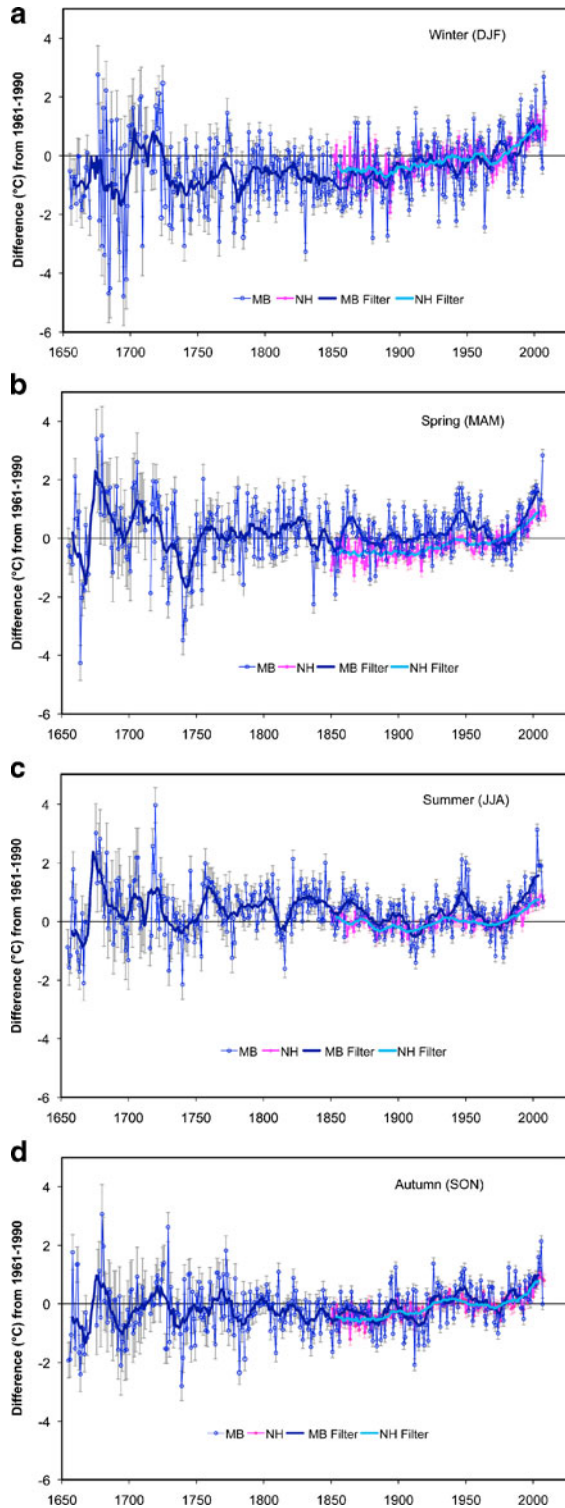 a
Winter (DJF)
Difference (°C) from 1961-1990
4
2
0
-2
-4
-6
MB NH MB Filter NH Filter
1650 1700 1750 1800 1850 1900 1950 2000
b
Spring (MAM)
Difference (°C) from 1961-1990
4
2
0
-2
-4
-6
MB NH MB Filter NH Filter
1650 1700 1750 1800 1850 1900 1950 2000
c
Summer (JJA)
Difference (°C) from 1961-1990
4
2
0
-2
-4
-6
MB NH MB Filter NH Filter
1650 1700 1750 1800 1850 1900 1950 2000
d
Autumn (SON)
Difference (°C) from 1961-1990
4
2
0
-2
-4
-6
MB NH MB Filter NH Filter
1650 1700 1750 1800 1850 1900 1950 2000